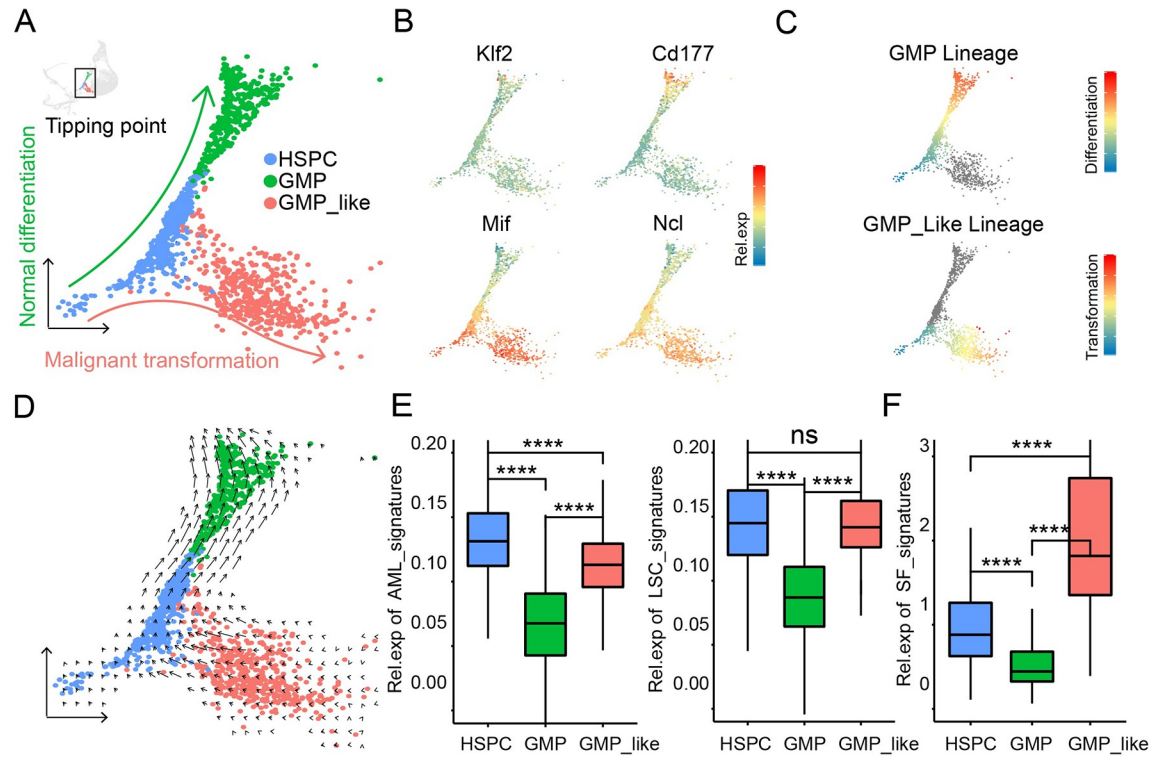 A
Tipping point
Normal differentiation
HSPC
GMP
GMP_like
Malignant transformation
B
Klf2
Cd177
Mif
Ncl
Rel.exp
C
GMP Lineage
Differentiation
GMP_Like Lineage
Transformation
D
E
Rel.exp of AML_signatures
0.20
0.15
0.10
0.05
0.00
****
****
****
HSPC
GMP
GMP_like
Rel.exp of LSC_signatures
0.20
0.15
0.10
0.05
0.00
ns
****
****
HSPC
GMP
GMP_like
F
Rel.exp of SF_signatures
3
2
1
0
****
****
****
HSPC
GMP
GMP_like